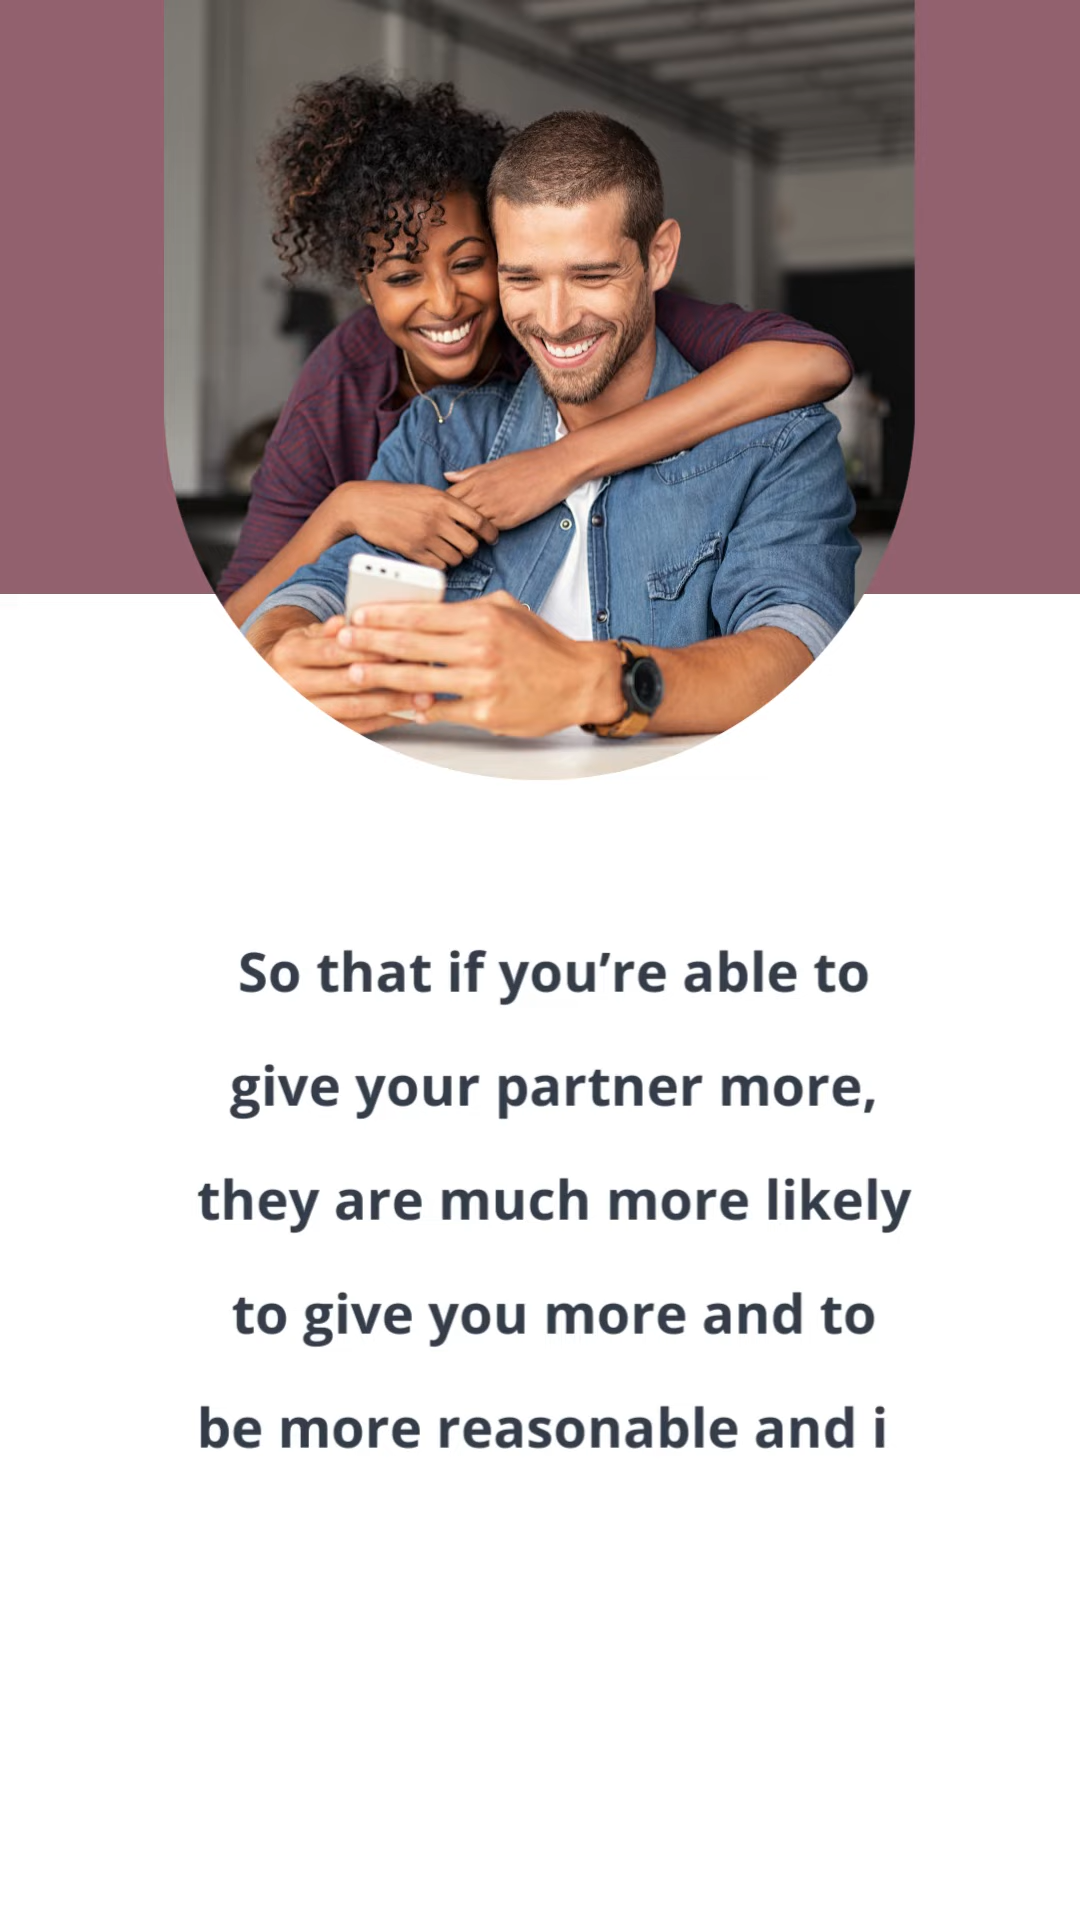 So that if you’re able to
give your partner more,
they are much more likely
to give you more and to
be more reasonable and i